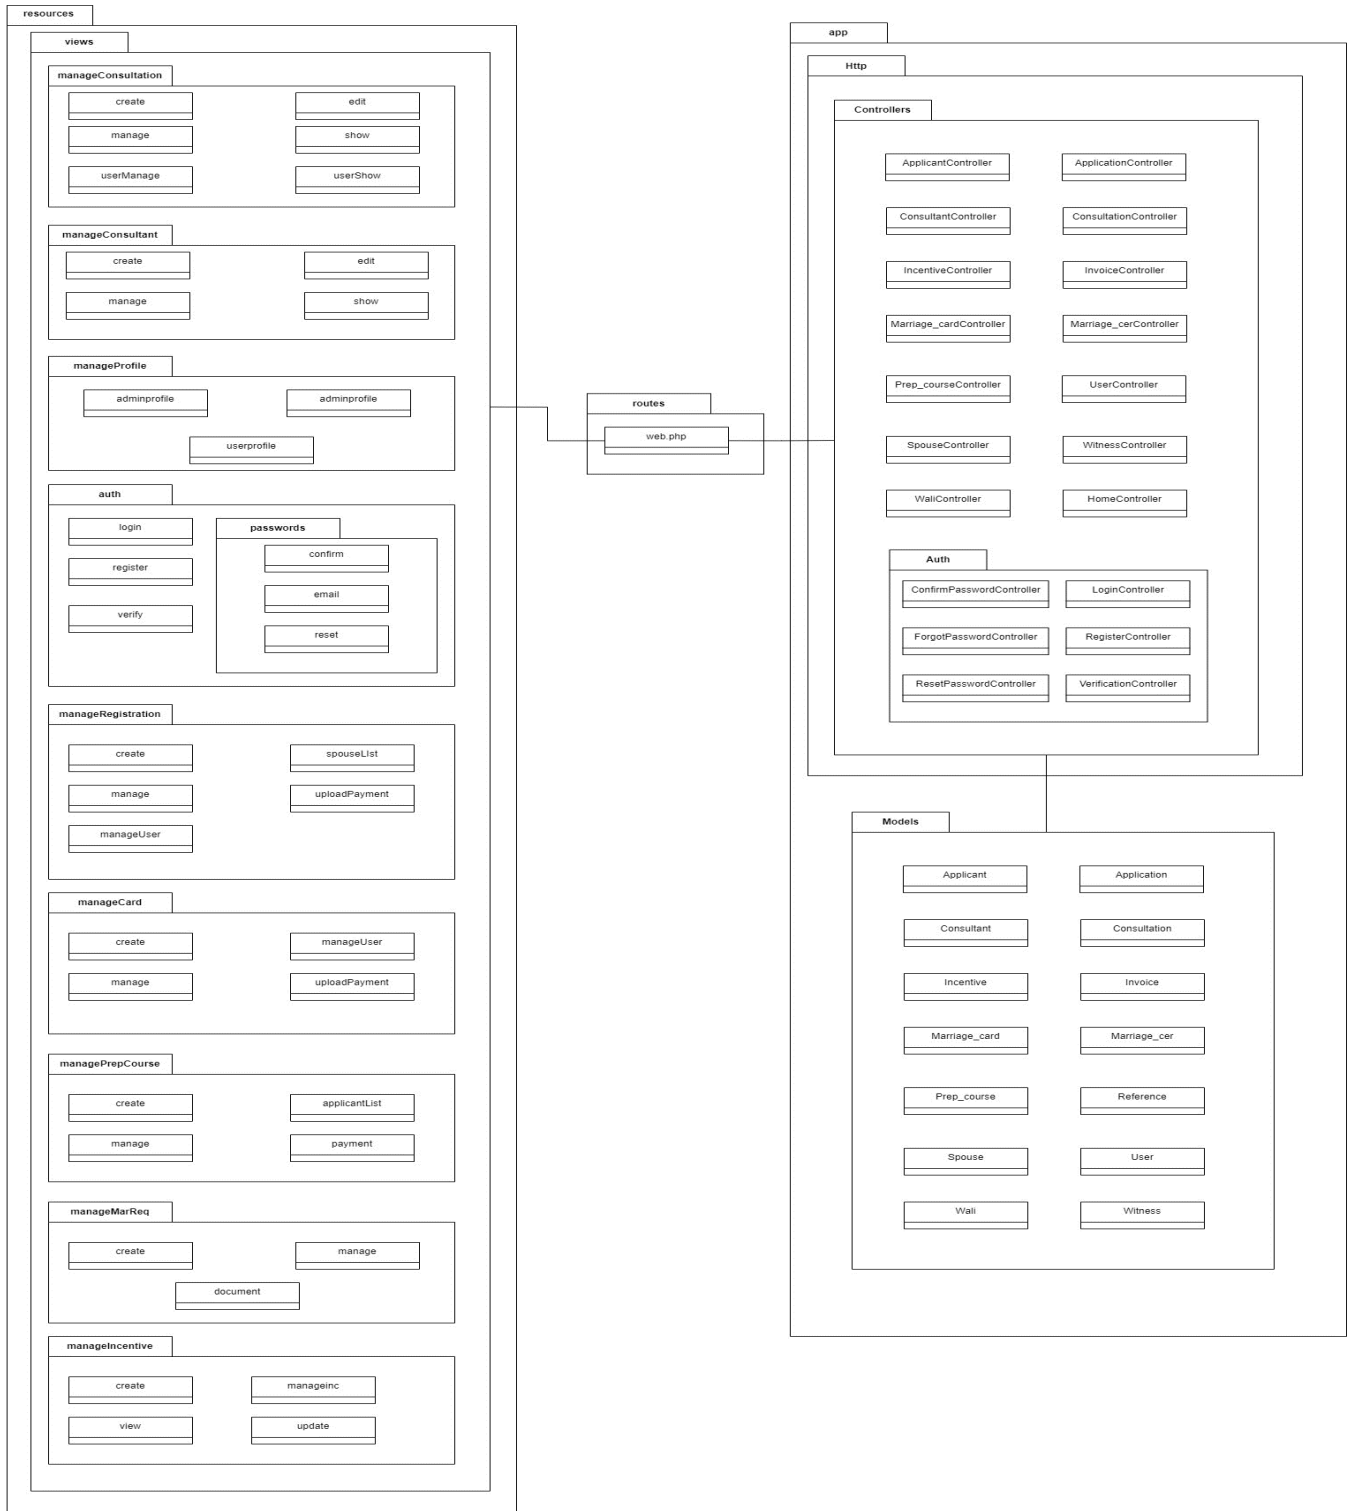 resources
views
manageConsultation
create
edit
manage
show
userManage
userShow
manageConsultant
create
edit
manage
show
manageProfile
adminprofile
adminprofile
userprofile
auth
login
register
verify
passwords
confirm
email
reset
manageRegistration
create
spouseLIst
manage
uploadPayment
manageUser
manageCard
create
manageUser
manage
uploadPayment
managePrepCourse
create
applicantList
manage
payment
manageMarReq
create
manage
document
manageIncentive
create
manageinc
view
update
routes
web.php
app
Http
Controllers
ApplicantController
ApplicationController
ConsultantController
ConsultationController
IncentiveController
InvoiceController
Marriage_cardController
Marriage_cerController
Prep_courseController
UserController
SpouseController
WitnessController
WaliController
HomeController
Auth
ConfirmPasswordController
LoginController
ForgotPasswordController
RegisterController
ResetPasswordController
VerificationController
Models
Applicant
Application
Consultant
Consultation
Incentive
Invoice
Marriage_card
Marriage_cer
Prep_course
Reference
Spouse
User
Wali
Witness